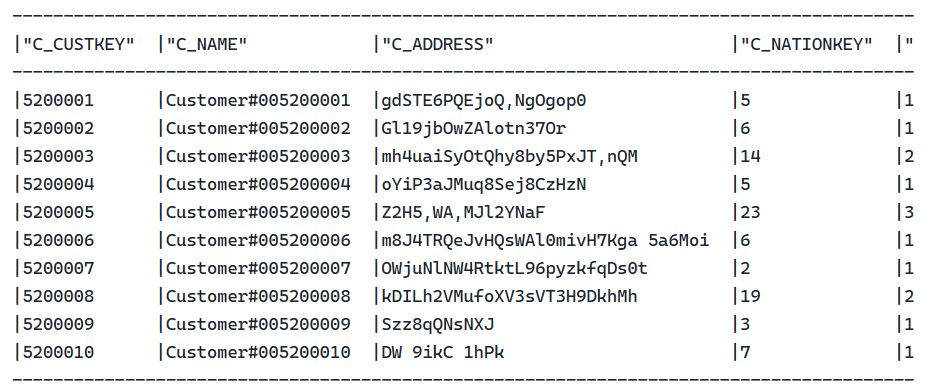 ----------------------------------------------------------------------------------------
|"C_CUSTKEY"  |"C_NAME"            |"C_ADDRESS"                       |"C_NATIONKEY"  |"
----------------------------------------------------------------------------------------
|5200001      |Customer#005200001  |gdSTE6PQEjoQ,NgOgop0              |5              |1
|5200002      |Customer#005200002  |Gl19jbOwZAlotn37Or                |6              |1
|5200003      |Customer#005200003  |mh4uaiSyOtQhy8by5PxJT,nQM         |14             |2
|5200004      |Customer#005200004  |oYiP3aJMuq8Sej8CzHzN              |5              |1
|5200005      |Customer#005200005  |Z2H5,WA,MJl2YNaF                  |23             |3
|5200006      |Customer#005200006  |m8J4TRQeJvHQsWAl0mivH7Kga 5a6Moi  |6              |1
|5200007      |Customer#005200007  |OWjuNlNW4RtktL96pyzkfqDs0t        |2              |1
|5200008      |Customer#005200008  |kDILh2VMufoXV3sVT3H9DkhMh         |19             |2
|5200009      |Customer#005200009  |Szz8qQNsNXJ                       |3              |1
|5200010      |Customer#005200010  |DW 9ikC 1hPk                      |7              |1
----------------------------------------------------------------------------------------